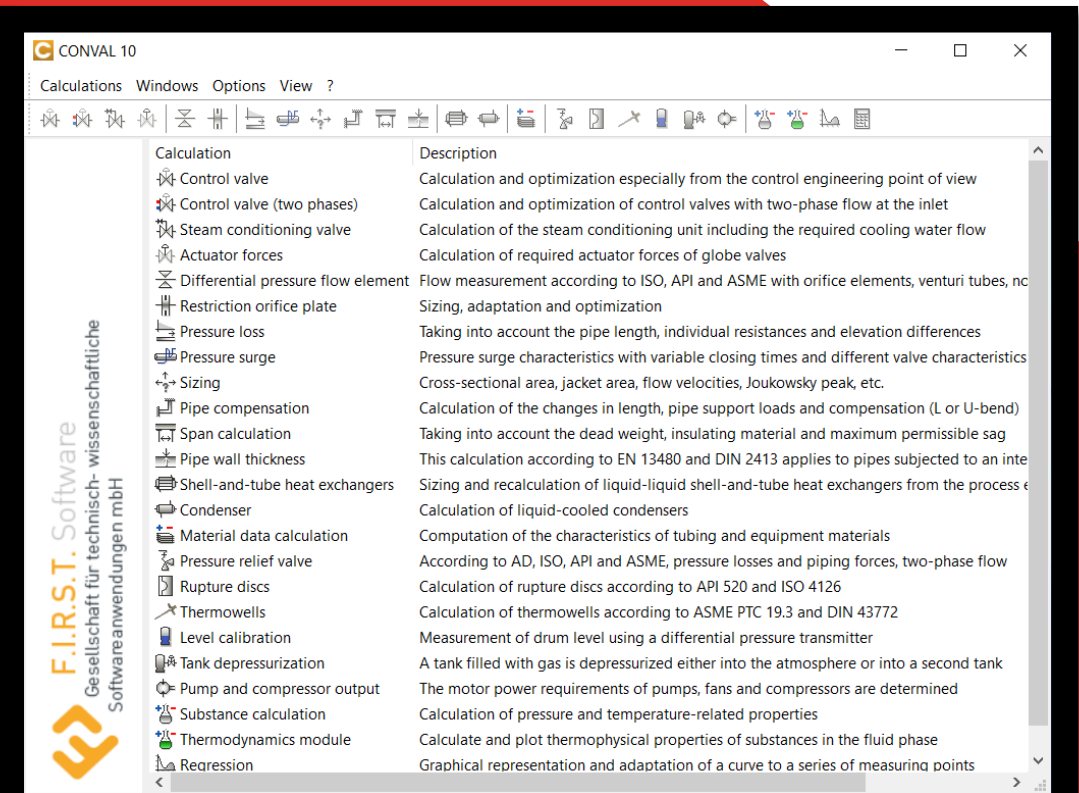 CONVAL 10
Calculations Windows Options View ?
Calculation Description
Control valve Calculation and optimization especially from the control engineering point of view
Control valve (two phases) Calculation and optimization of control valves with two-phase flow at the inlet
Steam conditioning valve Calculation of the steam conditioning unit including the required cooling water flow
Actuator forces Calculation of required actuator forces of globe valves
Differential pressure flow element Flow measurement according to ISO, API and ASME with orifice elements, venturi tubes, nc
Restriction orifice plate Sizing, adaptation and optimization
Pressure loss Taking into account the pipe length, individual resistances and elevation differences
Pressure surge Pressure surge characteristics with variable closing times and different valve characteristics
Sizing Cross-sectional area, jacket area, flow velocities, Joukowsky peak, etc.
Pipe compensation Calculation of the changes in length, pipe support loads and compensation (L or U-bend)
Span calculation Taking into account the dead weight, insulating material and maximum permissible sag
Pipe wall thickness This calculation according to EN 13480 and DIN 2413 applies to pipes subjected to an inte
Shell-and-tube heat exchangers Sizing and recalculation of liquid-liquid shell-and-tube heat exchangers from the process e
Condenser Calculation of liquid-cooled condensers
Material data calculation Computation of the characteristics of tubing and equipment materials
Pressure relief valve According to AD, ISO, API and ASME, pressure losses and piping forces, two-phase flow
Rupture discs Calculation of rupture discs according to API 520 and ISO 4126
Thermowells Calculation of thermowells according to ASME PTC 19.3 and DIN 43772
Level calibration Measurement of drum level using a differential pressure transmitter
Tank depressurization A tank filled with gas is depressurized either into the atmosphere or into a second tank
Pump and compressor output The motor power requirements of pumps, fans and compressors are determined
Substance calculation Calculation of pressure and temperature-related properties
Thermodynamics module Calculate and plot thermophysical properties of substances in the fluid phase
Regression Graphical representation and adaptation of a curve to a series of measuring points
F.I.R.S.T. Software
Gesellschaft für technisch- wissenschaftliche
Softwareanwendungen mbH